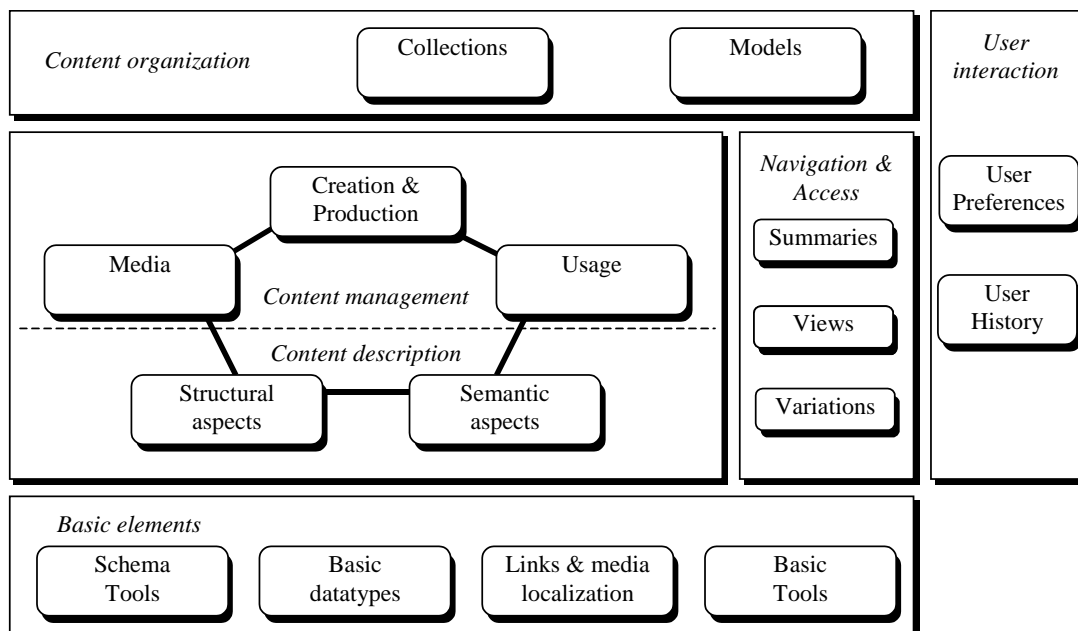 Content organization
Collections
Models
User
interaction
Creation &
Production
Media
Usage
Content management
Content description
Structural
aspects
Semantic
aspects
Navigation &
Access
Summaries
Views
Variations
User
Preferences
User
History
Basic elements
Schema
Tools
Basic
datatypes
Links & media
localization
Basic
Tools